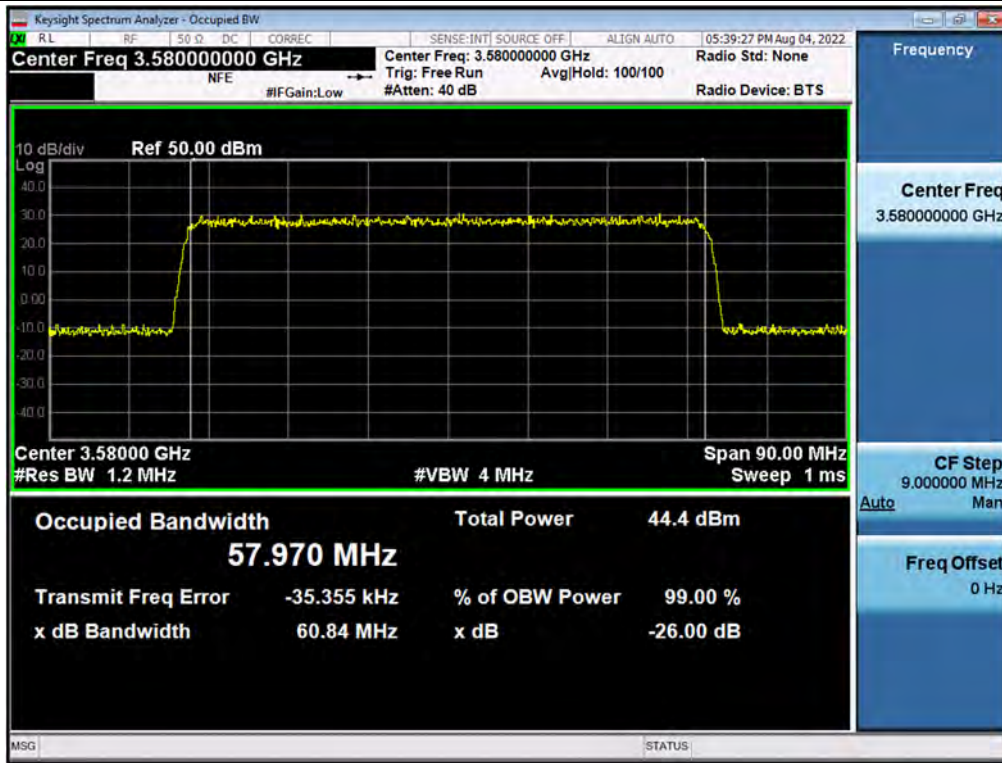 Keysight Spectrum Analyzer - Occupied BW
LXI RL RF 50 Ω DC CORREC SENSE:INT SOURCE OFF ALIGN AUTO 05:39:27 PM Aug 04, 2022
Center Freq 3.580000000 GHz
NFE
#IFGain:Low
Center Freq: 3.580000000 GHz
Trig: Free Run Avg|Hold: 100/100
#Atten: 40 dB
Radio Std: None
Radio Device: BTS
10 dB/div Ref 50.00 dBm
Log
40.0
30.0
20.0
10.0
0.00
-10.0
-20.0
-30.0
-40.0
Center 3.58000 GHz Span 90.00 MHz
#Res BW 1.2 MHz #VBW 4 MHz Sweep 1 ms
Occupied Bandwidth
57.970 MHz
Total Power 44.4 dBm
Transmit Freq Error -35.355 kHz % of OBW Power 99.00 %
x dB Bandwidth 60.84 MHz x dB -26.00 dB
MSG STATUS
Frequency
Center Freq
3.580000000 GHz
CF Step
9.000000 MHz
Auto Man
Freq Offset
0 Hz